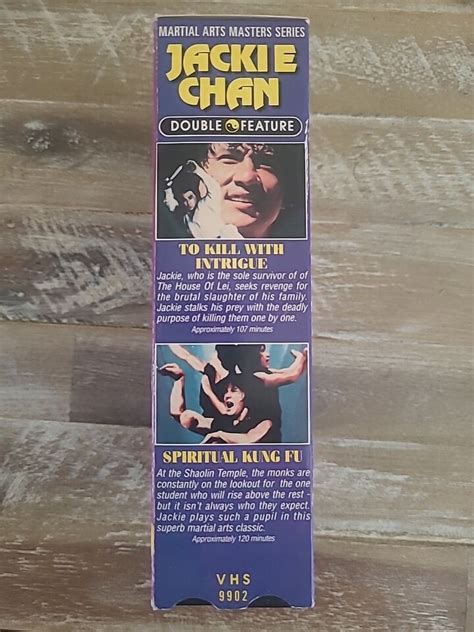 MARTIAL ARTS MASTERS SERIES
JACKIE
CHAN
DOUBLE FEATURE
TO KILL WITH
INTRIGUE
Jackie, who is the sole survivor of of
The House Of Lei, seeks revenge for
the brutal slaughter of his family.
Jackie stalks his prey with the deadly
purpose of killing them one by one.
Approximately 107 minutes
SPIRITUAL KUNG FU
At the Shaolin Temple, the monks are
constantly on the lookout for the one
student who will rise above the rest -
but it isn't always who they expect.
Jackie plays such a pupil in this
superb martial arts classic.
Approximately 120 minutes
VHS
9902